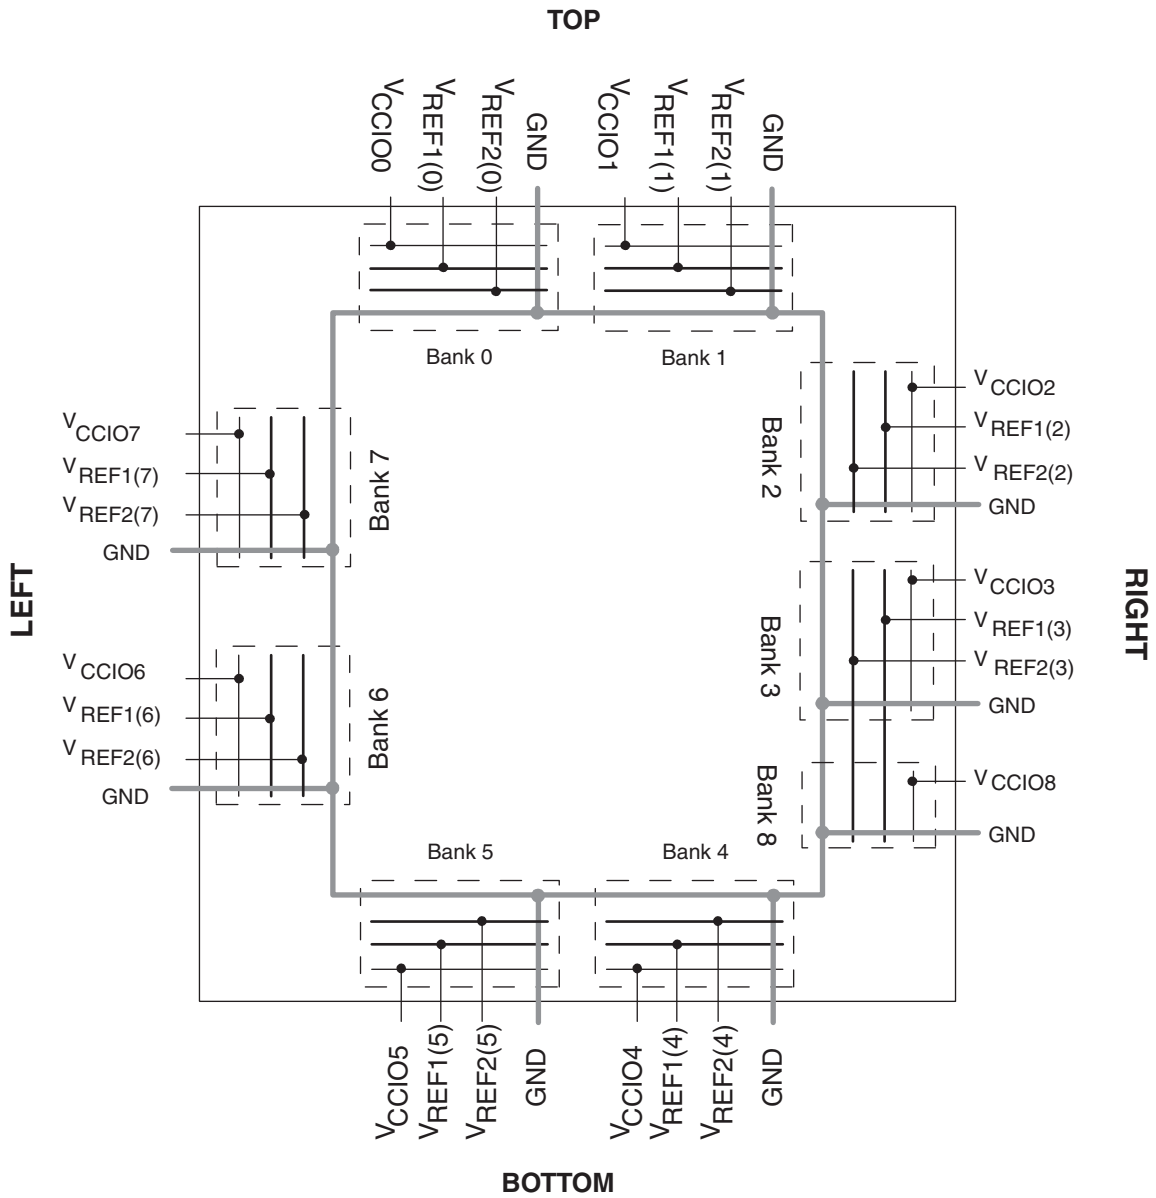 TOP
VCCIO0
VREF1(0)
VREF2(0)
GND
VCCIO1
VREF1(1)
VREF2(1)
GND
Bank 0
Bank 1
VCCIO7
VREF1(7)
VREF2(7)
GND
Bank 7
Bank 2
VCCIO2
VREF1(2)
VREF2(2)
GND
LEFT
RIGHT
VCCIO6
VREF1(6)
VREF2(6)
GND
Bank 6
Bank 3
VCCIO3
VREF1(3)
VREF2(3)
GND
Bank 8
VCCIO8
GND
Bank 5
Bank 4
VCCIO5
VREF1(5)
VREF2(5)
GND
VCCIO4
VREF1(4)
VREF2(4)
GND
BOTTOM